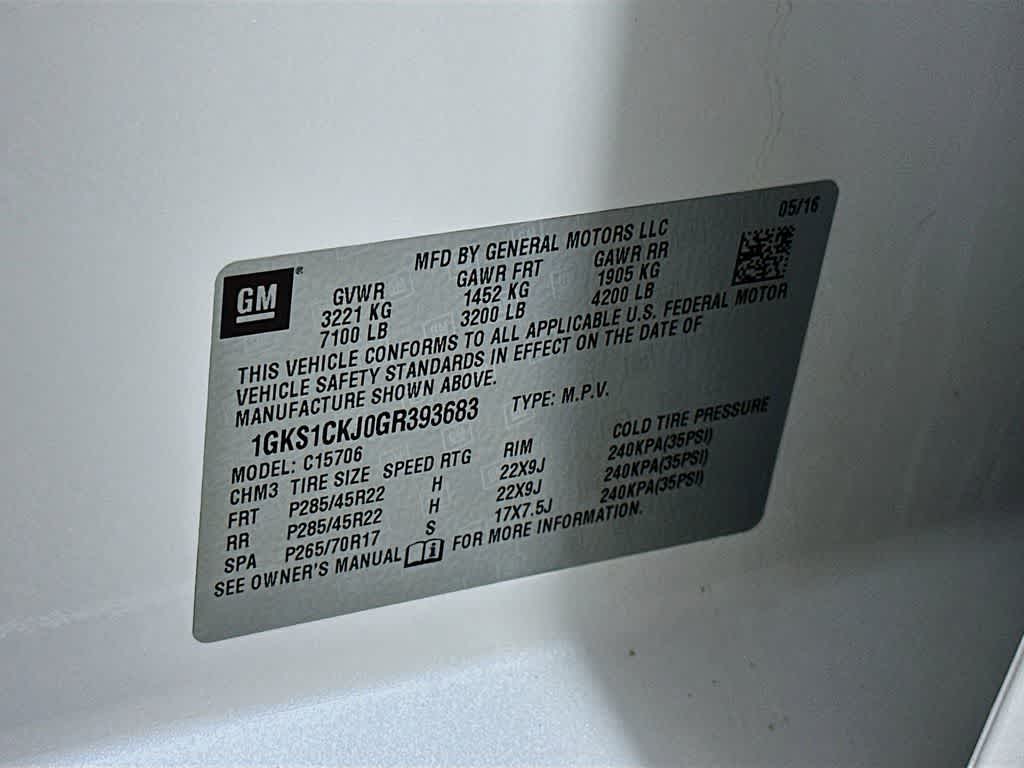 05/16
GM ®
MFD BY GENERAL MOTORS LLC
GVWR GAWR FRT GAWR RR
3221 KG 1452 KG 1905 KG
7100 LB 3200 LB 4200 LB
THIS VEHICLE CONFORMS TO ALL APPLICABLE U.S. FEDERAL MOTOR
VEHICLE SAFETY STANDARDS IN EFFECT ON THE DATE OF
MANUFACTURE SHOWN ABOVE.
1GKS1CKJ0GR393683 TYPE: M.P.V.
MODEL: C15706
CHM3 TIRE SIZE SPEED RTG RIM COLD TIRE PRESSURE
FRT P285/45R22 H 22X9J 240KPA(35PSI)
RR P285/45R22 H 22X9J 240KPA(35PSI)
SPA P265/70R17 S 17X7.5J 240KPA(35PSI)
SEE OWNER'S MANUAL FOR MORE INFORMATION.